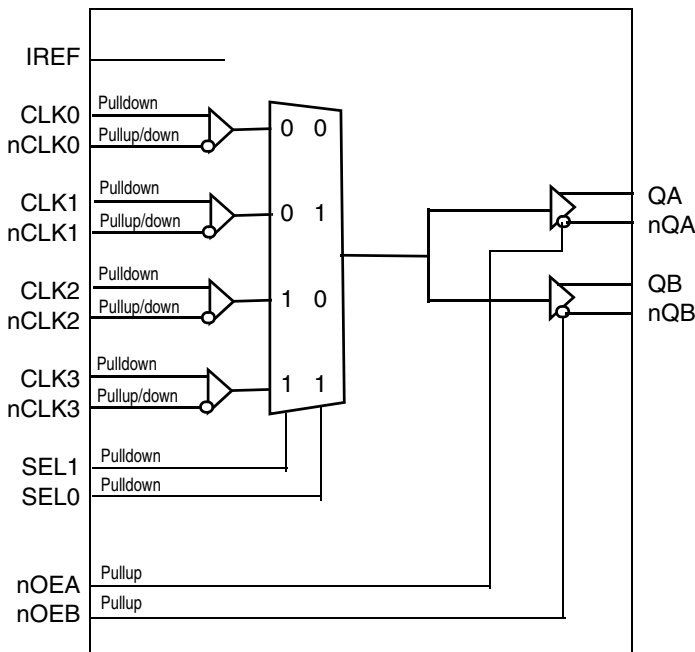 IREF
CLK0 Pulldown
nCLK0 Pullup/down
0 0
CLK1 Pulldown
nCLK1 Pullup/down
0 1
CLK2 Pulldown
nCLK2 Pullup/down
1 0
CLK3 Pulldown
nCLK3 Pullup/down
1 1
SEL1 Pulldown
SEL0 Pulldown
nOEA Pullup
nOEB Pullup
QA
nQA
QB
nQB